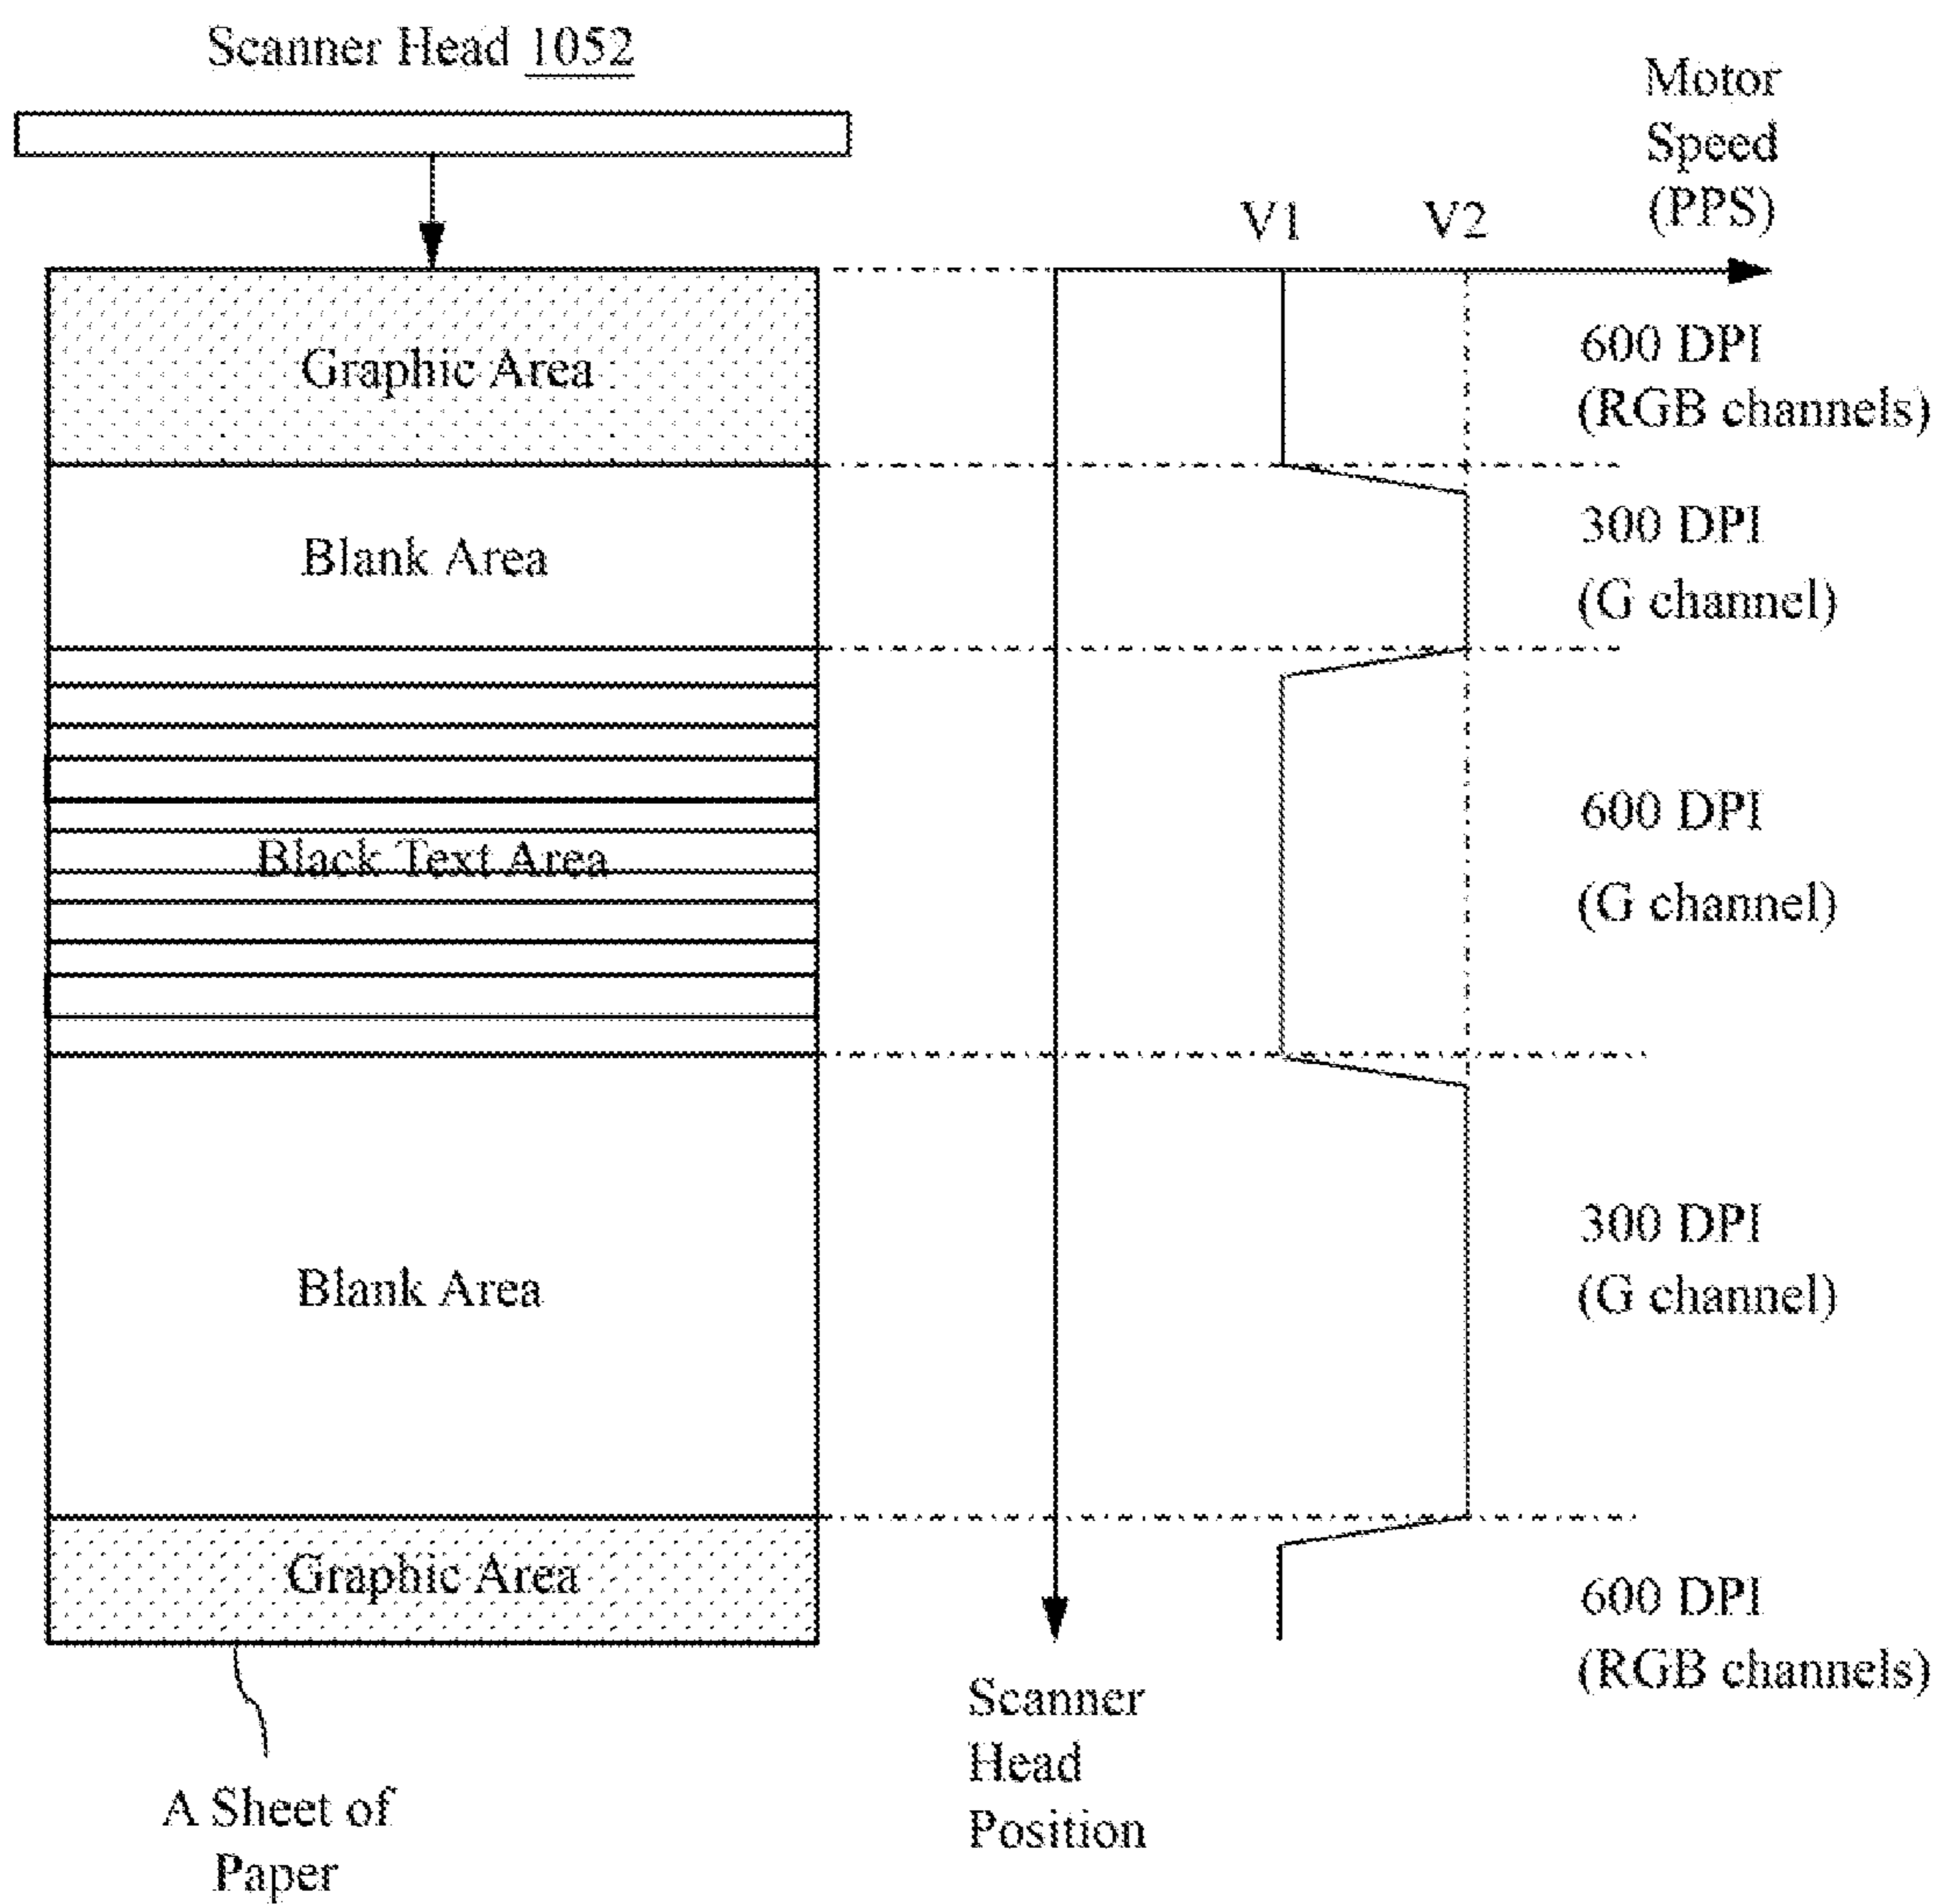 Scanner Head 1052
Motor
Speed
(PPS)
V1 V2
Graphic Area
600 DPI
(RGB channels)
Blank Area
300 DPI
(G channel)
Black Text Area
600 DPI
(G channel)
Blank Area
300 DPI
(G channel)
Graphic Area
600 DPI
(RGB channels)
Scanner
Head
Position
A Sheet of
Paper